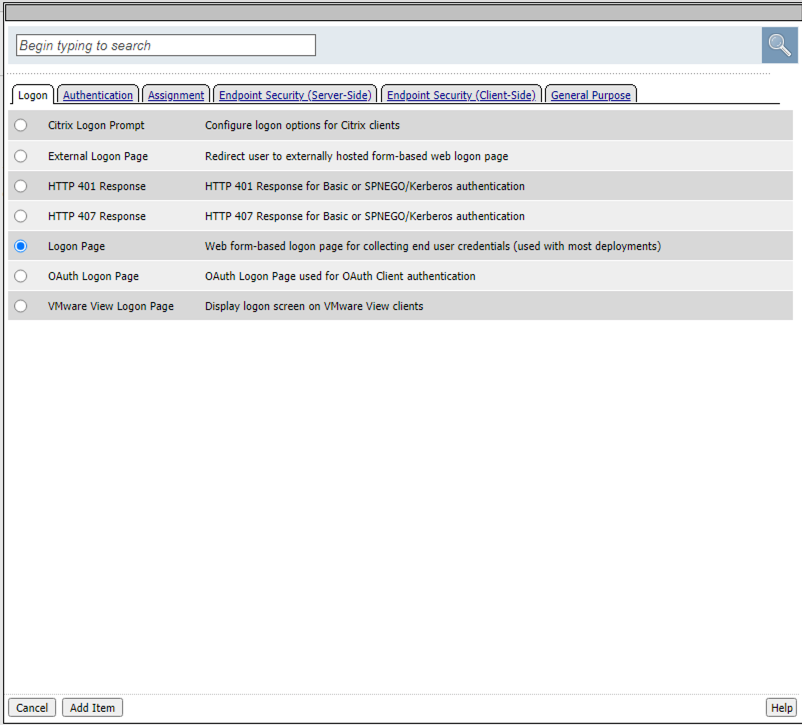 Begin typing to search
Logon Authentication Assignment Endpoint Security (Server-Side) Endpoint Security (Client-Side) General Purpose
Citrix Logon Prompt Configure logon options for Citrix clients
External Logon Page Redirect user to externally hosted form-based web logon page
HTTP 401 Response HTTP 401 Response for Basic or SPNEGO/Kerberos authentication
HTTP 407 Response HTTP 407 Response for Basic or SPNEGO/Kerberos authentication
Logon Page Web form-based logon page for collecting end user credentials (used with most deployments)
OAuth Logon Page OAuth Logon Page used for OAuth Client authentication
VMware View Logon Page Display logon screen on VMware View clients
Cancel Add Item Help